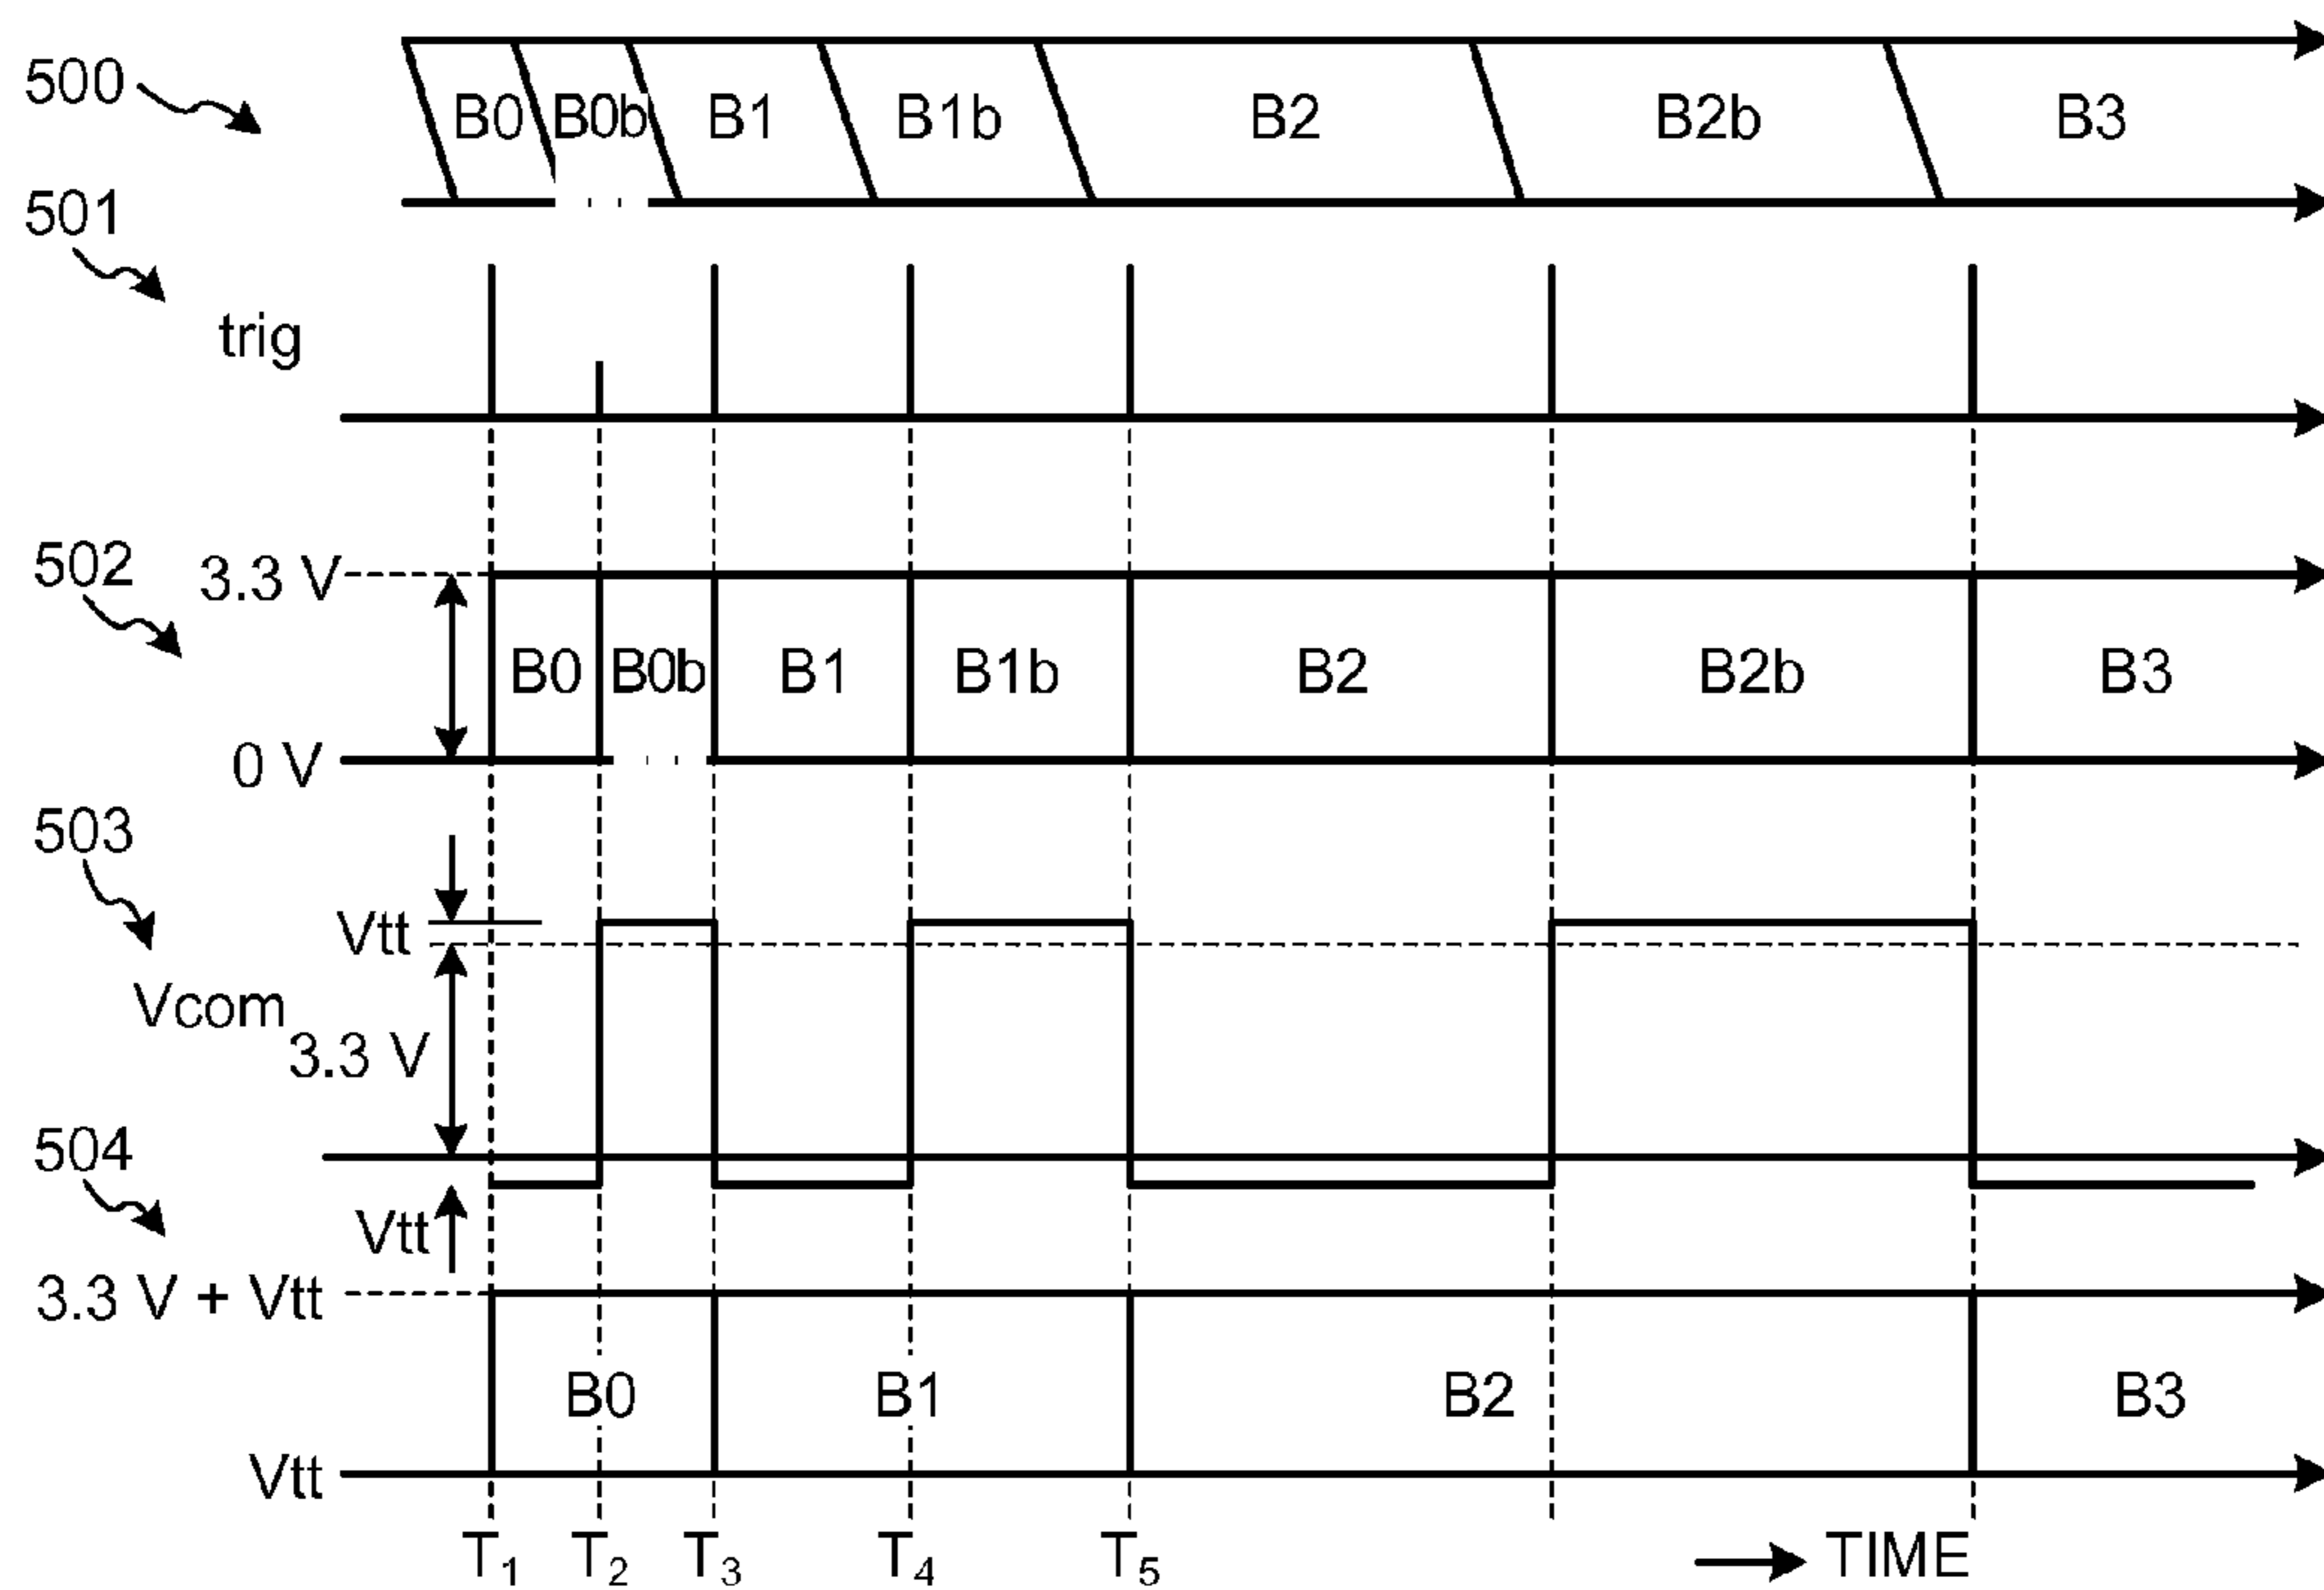 500
B0 B0b B1 B1b B2 B2b B3
501
trig
502
3.3 V
B0 B0b B1 B1b B2 B2b B3
0 V
503
Vtt
Vcom
3.3 V
504
Vtt
3.3 V + Vtt
B0 B1 B2 B3
Vtt
T1 T2 T3 T4 T5 TIME